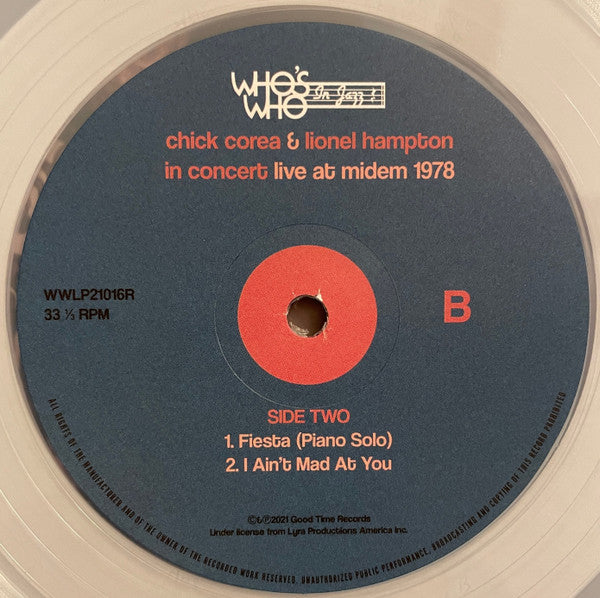 WHO'S
WHO In Jazz
chick corea & lionel hampton
in concert live at midem 1978
WWLP21016R
33 ⅓ RPM
B
SIDE TWO
1. Fiesta (Piano Solo)
2. I Ain't Mad At You
©&℗2021 Good Time Records
Under license from Lyra Productions America Inc.
ALL RIGHTS OF THE MANUFACTURER AND OF THE OWNER OF THE RECORDED WORK RESERVED. UNAUTHORIZED PUBLIC PERFORMANCE, BROADCASTING AND COPYING OF THIS RECORD PROHIBITED